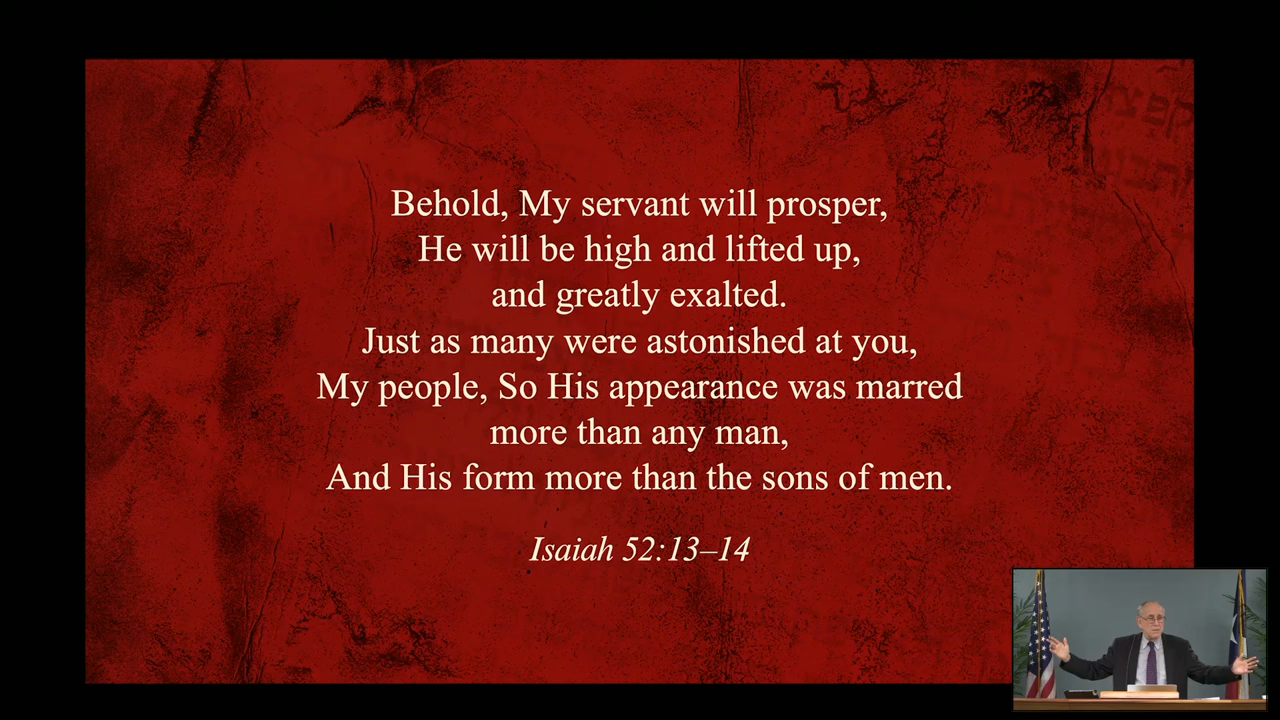 Behold, My servant will prosper,
He will be high and lifted up,
and greatly exalted.
Just as many were astonished at you,
My people, So His appearance was marred
more than any man,
And His form more than the sons of men.
Isaiah 52:13–14